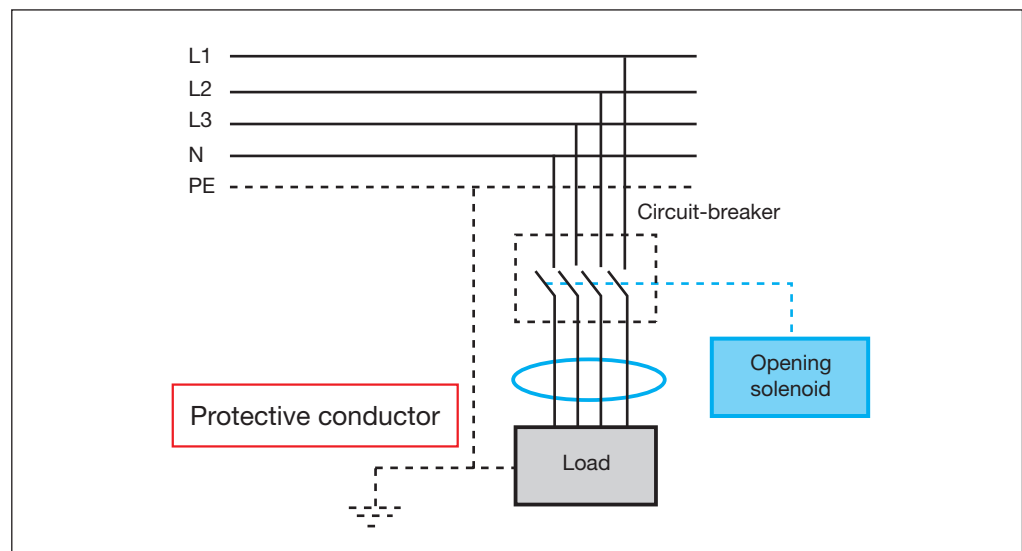 L1
L2
L3
N
PE
Circuit-breaker
Opening
solenoid
Protective conductor
Load